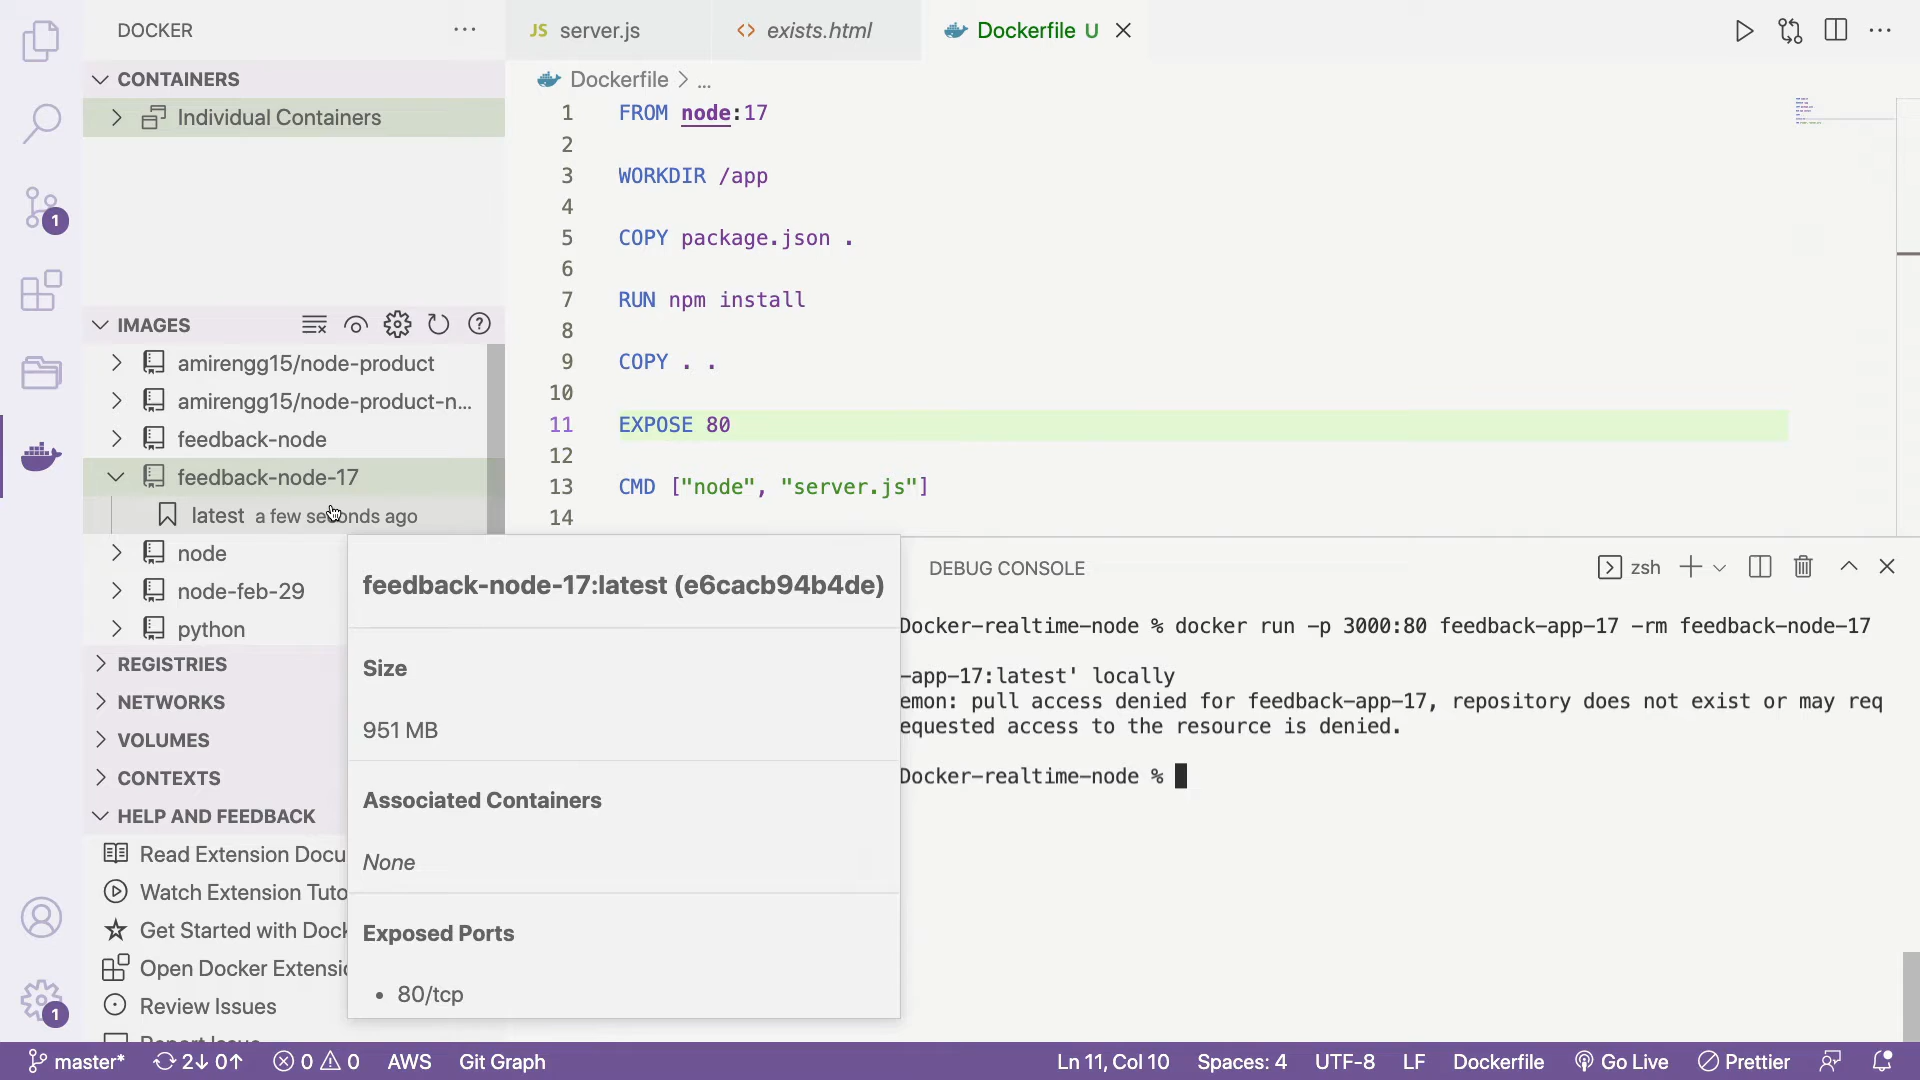 DOCKER
CONTAINERS
Individual Containers
IMAGES
amirengg15/node-product
amirengg15/node-product-n...
feedback-node
feedback-node-17
latest a few seconds ago
node
node-feb-29
python
REGISTRIES
NETWORKS
VOLUMES
CONTEXTS
HELP AND FEEDBACK
Read Extension Docu
Watch Extension Tuto
Get Started with Dock
Open Docker Extensi
Review Issues
1
1
JS server.js
<> exists.html
Dockerfile U
Dockerfile > ...
1 FROM node:17
2
3 WORKDIR /app
4
5 COPY package.json .
6
7 RUN npm install
8
9 COPY . .
10
11 EXPOSE 80
12
13 CMD ["node", "server.js"]
14
feedback-node-17:latest (e6cacb94b4de)
Size
951 MB
Associated Containers
None
Exposed Ports
• 80/tcp
DEBUG CONSOLE
zsh
Docker-realtime-node % docker run -p 3000:80 feedback-app-17 -rm feedback-node-17
-app-17:latest' locally
emon: pull access denied for feedback-app-17, repository does not exist or may req
equested access to the resource is denied.
Docker-realtime-node %
master* 2↓ 0↑ 0 0 AWS Git Graph Ln 11, Col 10 Spaces: 4 UTF-8 LF Dockerfile Go Live Prettier